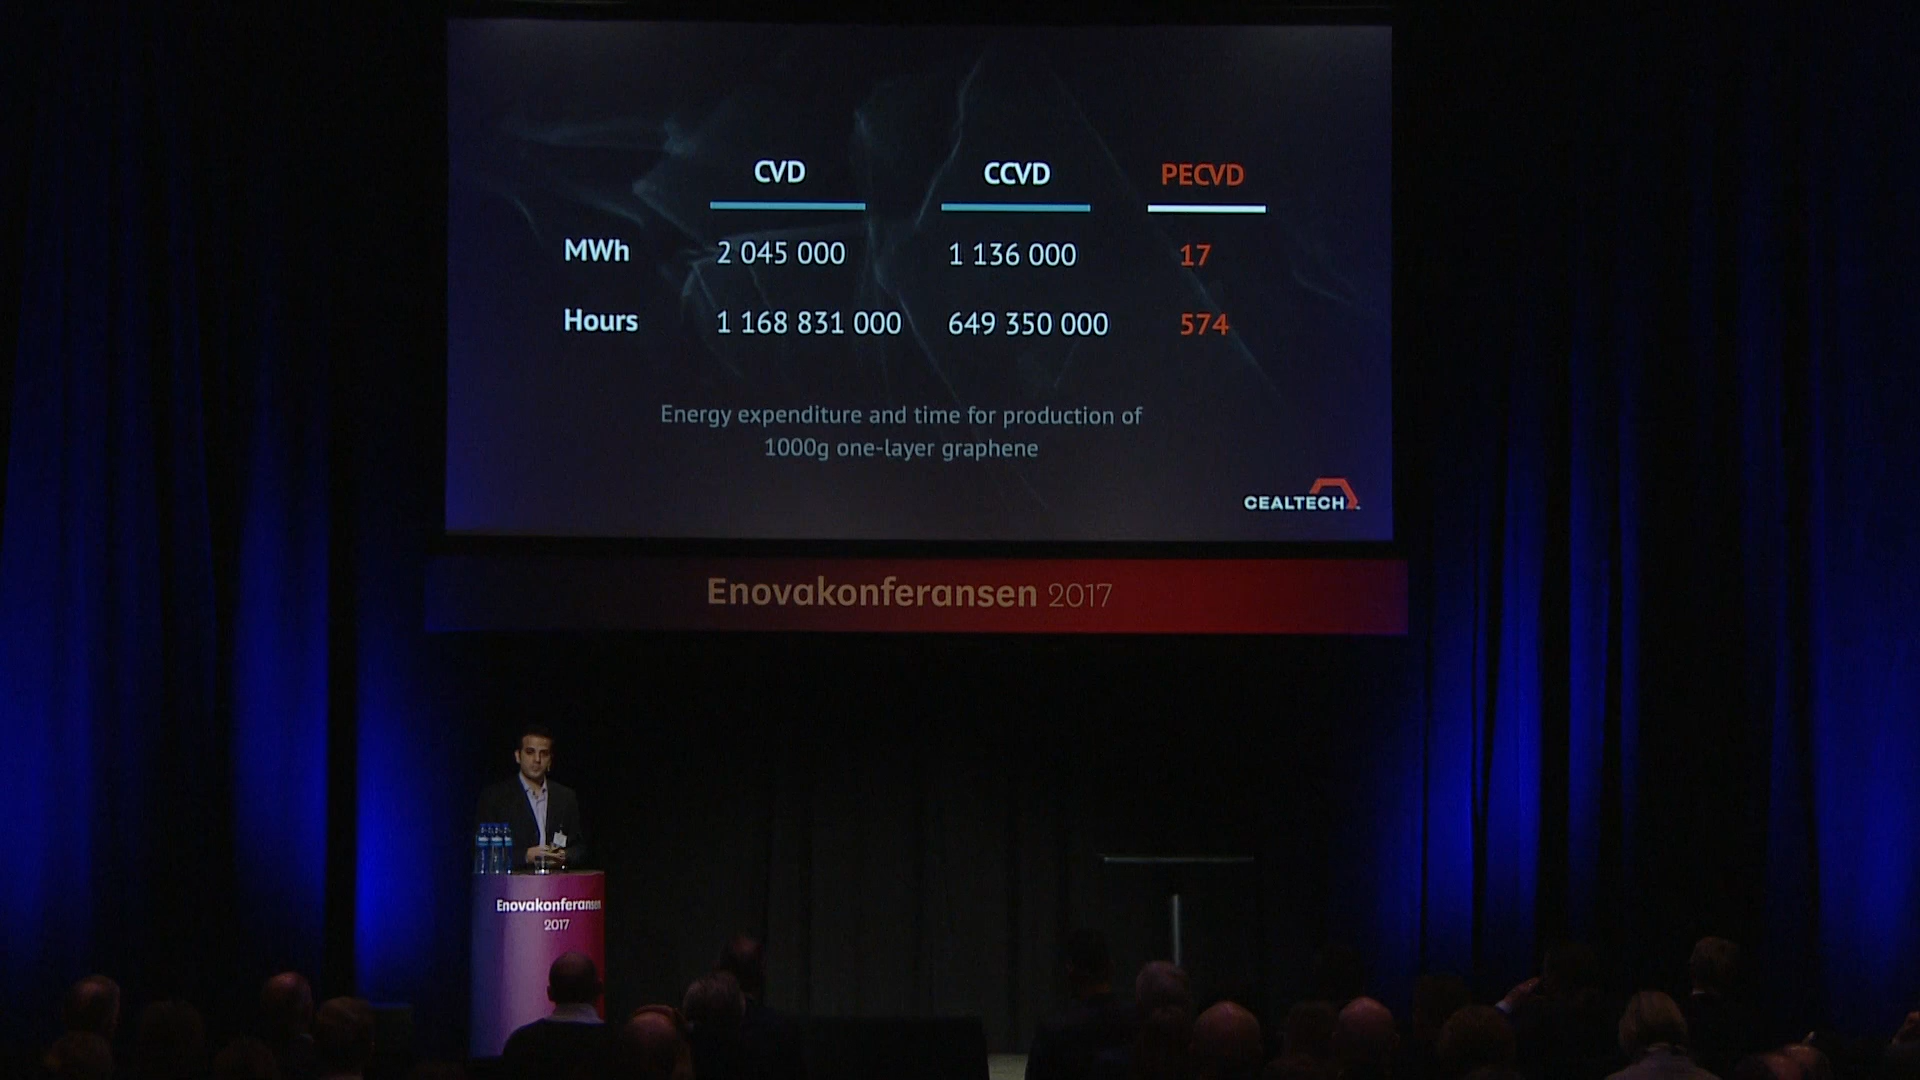 CVD CCVD PECVD
MWh 2 045 000 1 136 000 17
Hours 1 168 831 000 649 350 000 574
Energy expenditure and time for production of
1000g one-layer graphene
CEALTECH
Enovakonferansen 2017
Enovakonferansen
2017